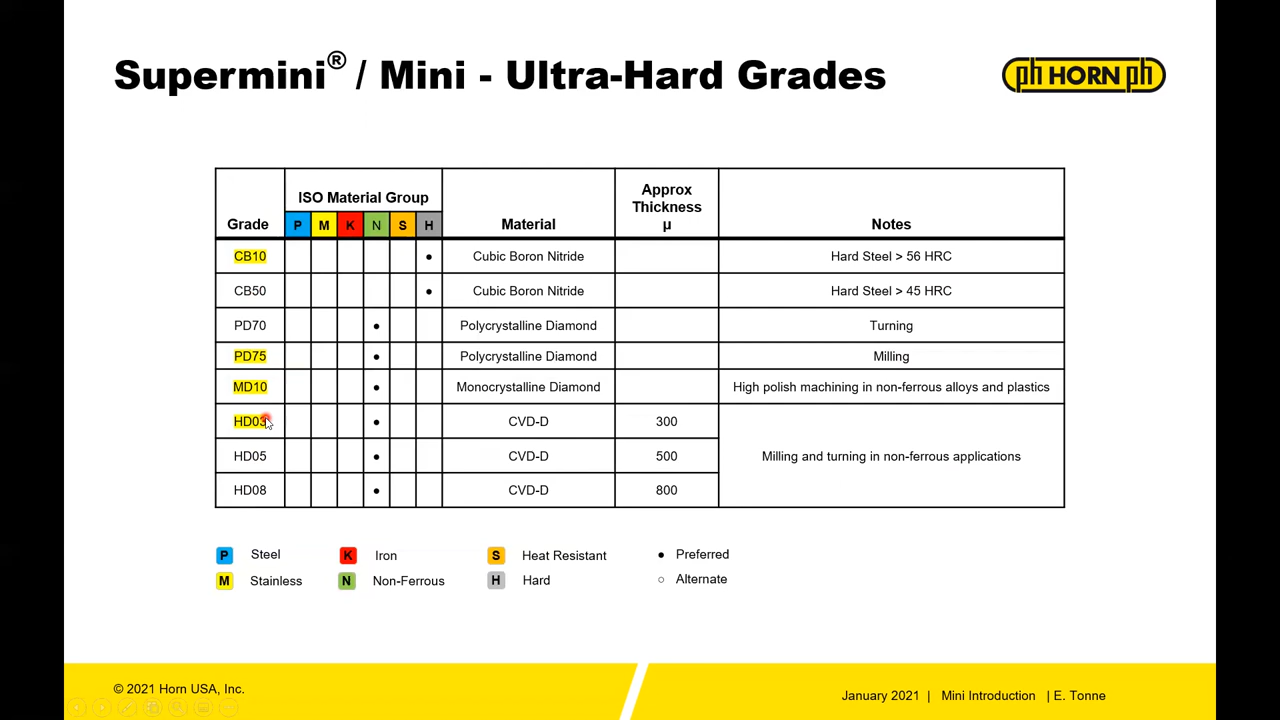 Supermini® / Mini - Ultra-Hard Grades
ph HORN ph
Grade
ISO Material Group
P M K N S H
Material
Approx
Thickness
µ
Notes
CB10 ● Cubic Boron Nitride Hard Steel > 56 HRC
CB50 ● Cubic Boron Nitride Hard Steel > 45 HRC
PD70 ● Polycrystalline Diamond Turning
PD75 ● Polycrystalline Diamond Milling
MD10 ● Monocrystalline Diamond High polish machining in non-ferrous alloys and plastics
HD03 ● CVD-D 300
HD05 ● CVD-D 500 Milling and turning in non-ferrous applications
HD08 ● CVD-D 800
P Steel K Iron S Heat Resistant ● Preferred
M Stainless N Non-Ferrous H Hard ○ Alternate
© 2021 Horn USA, Inc.
January 2021 | Mini Introduction | E. Tonne